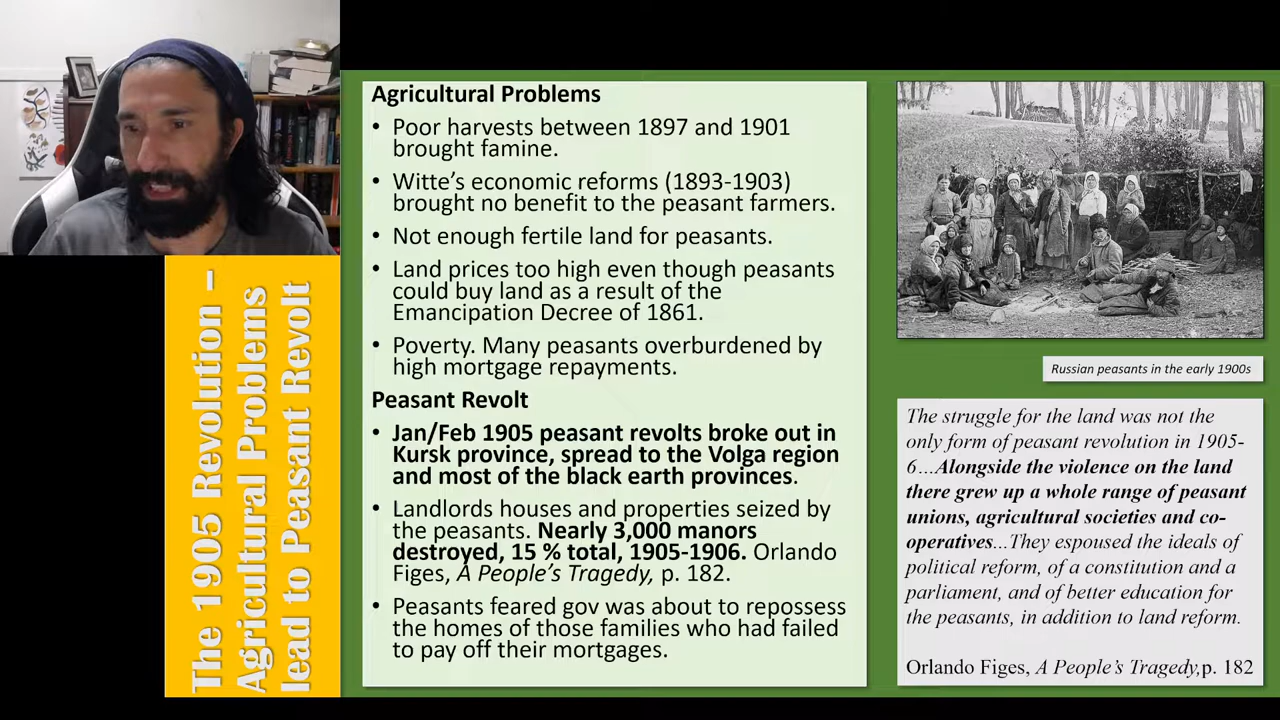 The 1905 Revolution –
Agricultural Problems
lead to Peasant Revolt
Agricultural Problems
• Poor harvests between 1897 and 1901
brought famine.
• Witte's economic reforms (1893-1903)
brought no benefit to the peasant farmers.
• Not enough fertile land for peasants.
• Land prices too high even though peasants
could buy land as a result of the
Emancipation Decree of 1861.
• Poverty. Many peasants overburdened by
high mortgage repayments.
Peasant Revolt
• Jan/Feb 1905 peasant revolts broke out in
Kursk province, spread to the Volga region
and most of the black earth provinces.
• Landlords houses and properties seized by
the peasants. Nearly 3,000 manors
destroyed, 15 % total, 1905-1906. Orlando
Figes, A People's Tragedy, p. 182.
• Peasants feared gov was about to repossess
the homes of those families who had failed
to pay off their mortgages.
Russian peasants in the early 1900s
The struggle for the land was not the
only form of peasant revolution in 1905-
6…Alongside the violence on the land
there grew up a whole range of peasant
unions, agricultural societies and co-
operatives…They espoused the ideals of
political reform, of a constitution and a
parliament, and of better education for
the peasants, in addition to land reform.
Orlando Figes, A People's Tragedy,p. 182